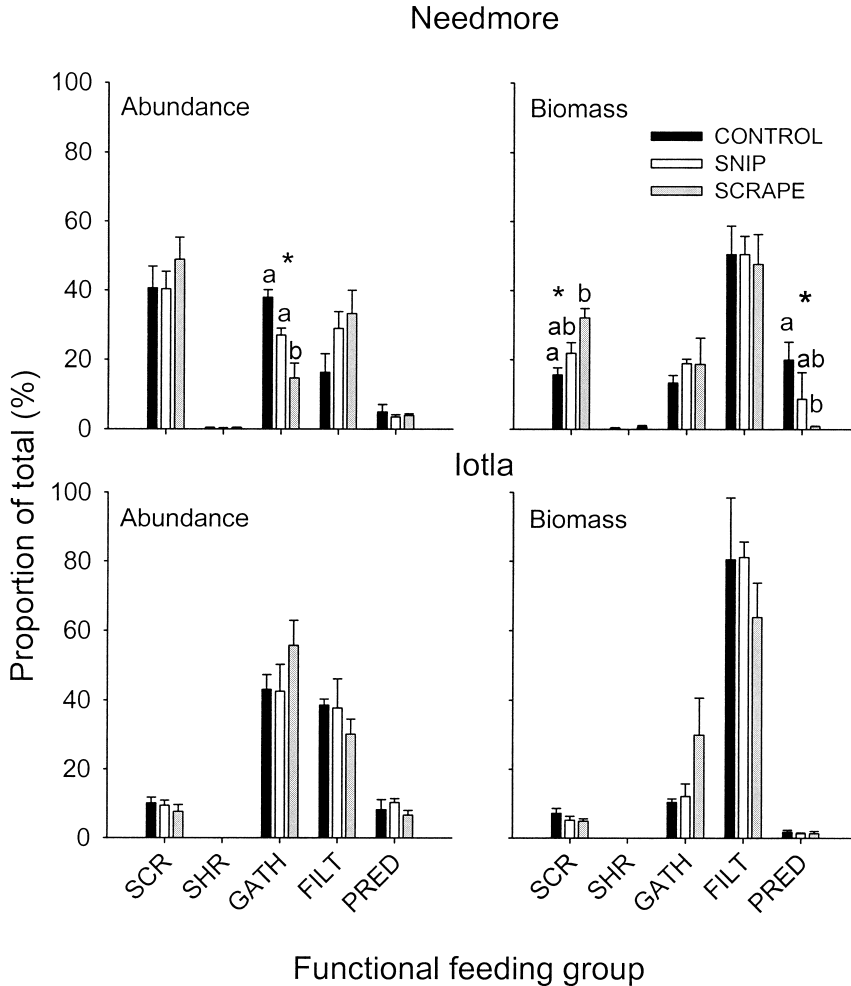 Needmore
Abundance
Biomass
CONTROL
SNIP
SCRAPE
100
80
60
40
20
0
a
*
a
b
*
b
ab
a
*
a
ab
b
Iotla
Abundance
Biomass
100
80
60
40
20
0
Proportion of total (%)
SCR
SHR
GATH
FILT
PRED
SCR
SHR
GATH
FILT
PRED
Functional feeding group